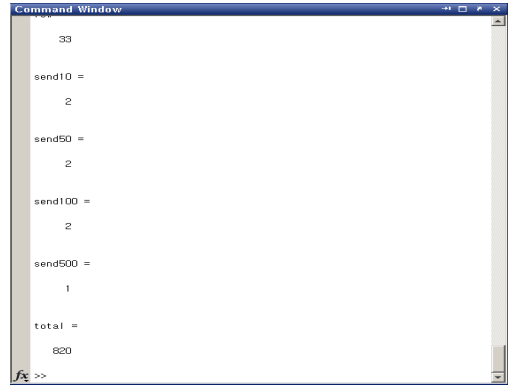 Command Window
33
send10 =
2
send50 =
2
send100 =
2
send500 =
1
total =
820
fx >>